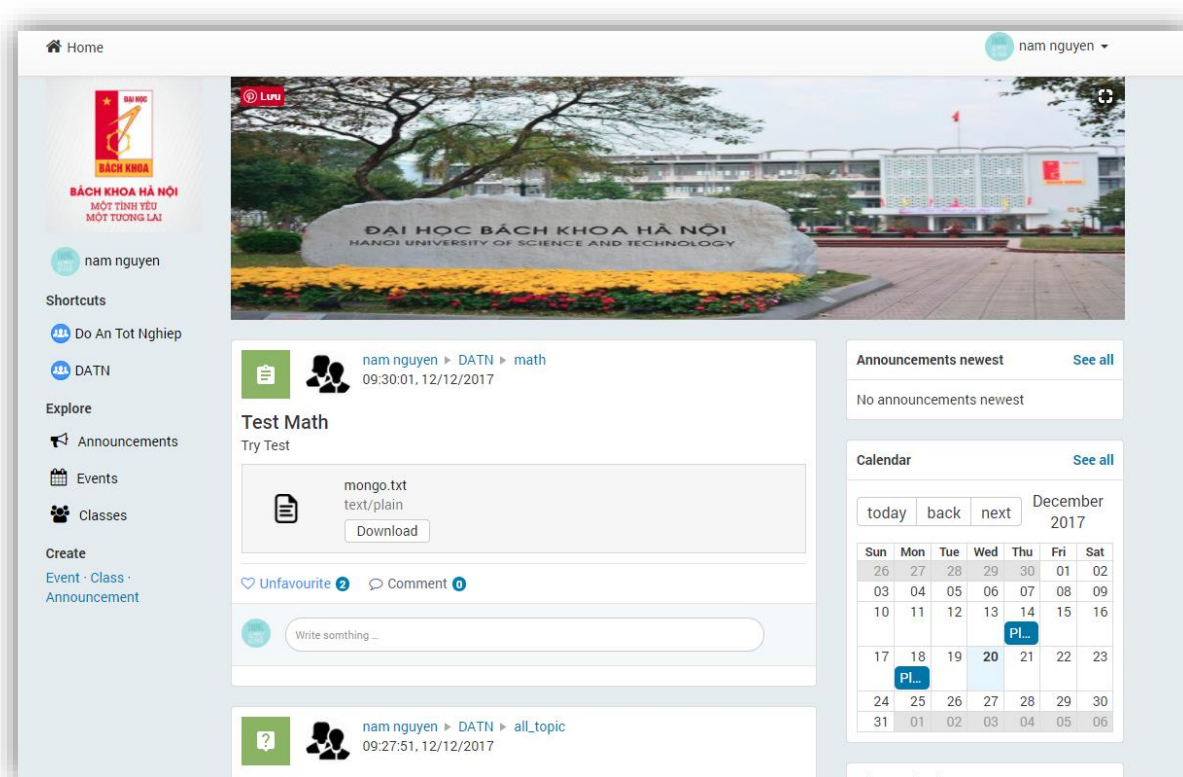 Home
nam nguyen
ĐẠI HỌC
BÁCH KHOA
BÁCH KHOA HÀ NỘI
MỘT TÌNH YÊU
MỘT TƯƠNG LAI
nam nguyen
Shortcuts
Do An Tot Nghiep
DATN
Explore
Announcements
Events
Classes
Create
Event · Class ·
Announcement
Lưu
ĐẠI HỌC BÁCH KHOA HÀ NỘI
HANOI UNIVERSITY OF SCIENCE AND TECHNOLOGY
nam nguyen ▸ DATN ▸ math
09:30:01, 12/12/2017
Test Math
Try Test
mongo.txt
text/plain
Download
Unfavourite 2 Comment 0
Write somthing ...
nam nguyen ▸ DATN ▸ all_topic
09:27:51, 12/12/2017
Announcements newest See all
No announcements newest
Calendar See all
today back next December
2017
Sun Mon Tue Wed Thu Fri Sat
26 27 28 29 30 01 02
03 04 05 06 07 08 09
10 11 12 13 14 15 16
Pl...
17 18 19 20 21 22 23
Pl...
24 25 26 27 28 29 30
31 01 02 03 04 05 06